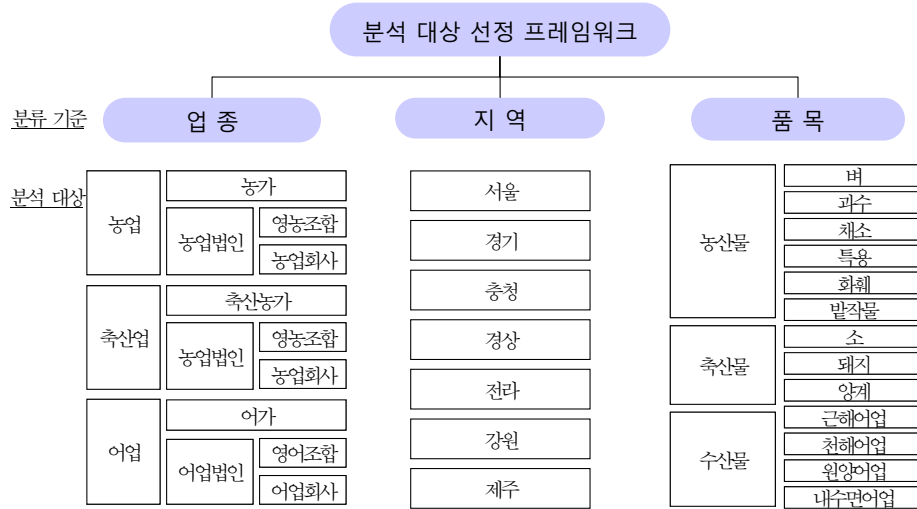 분석 대상 선정 프레임워크
분류 기준
업 종
지 역
품 목
분석 대상
농업
농가
농업법인
영농조합
농업회사
축산업
축산농가
농업법인
영농조합
농업회사
어업
어가
어업법인
영어조합
어업회사
서울
경기
충청
경상
전라
강원
제주
농산물
벼
과수
채소
특용
화훼
밭작물
축산물
소
돼지
양계
수산물
근해어업
천해어업
원양어업
내수면어업